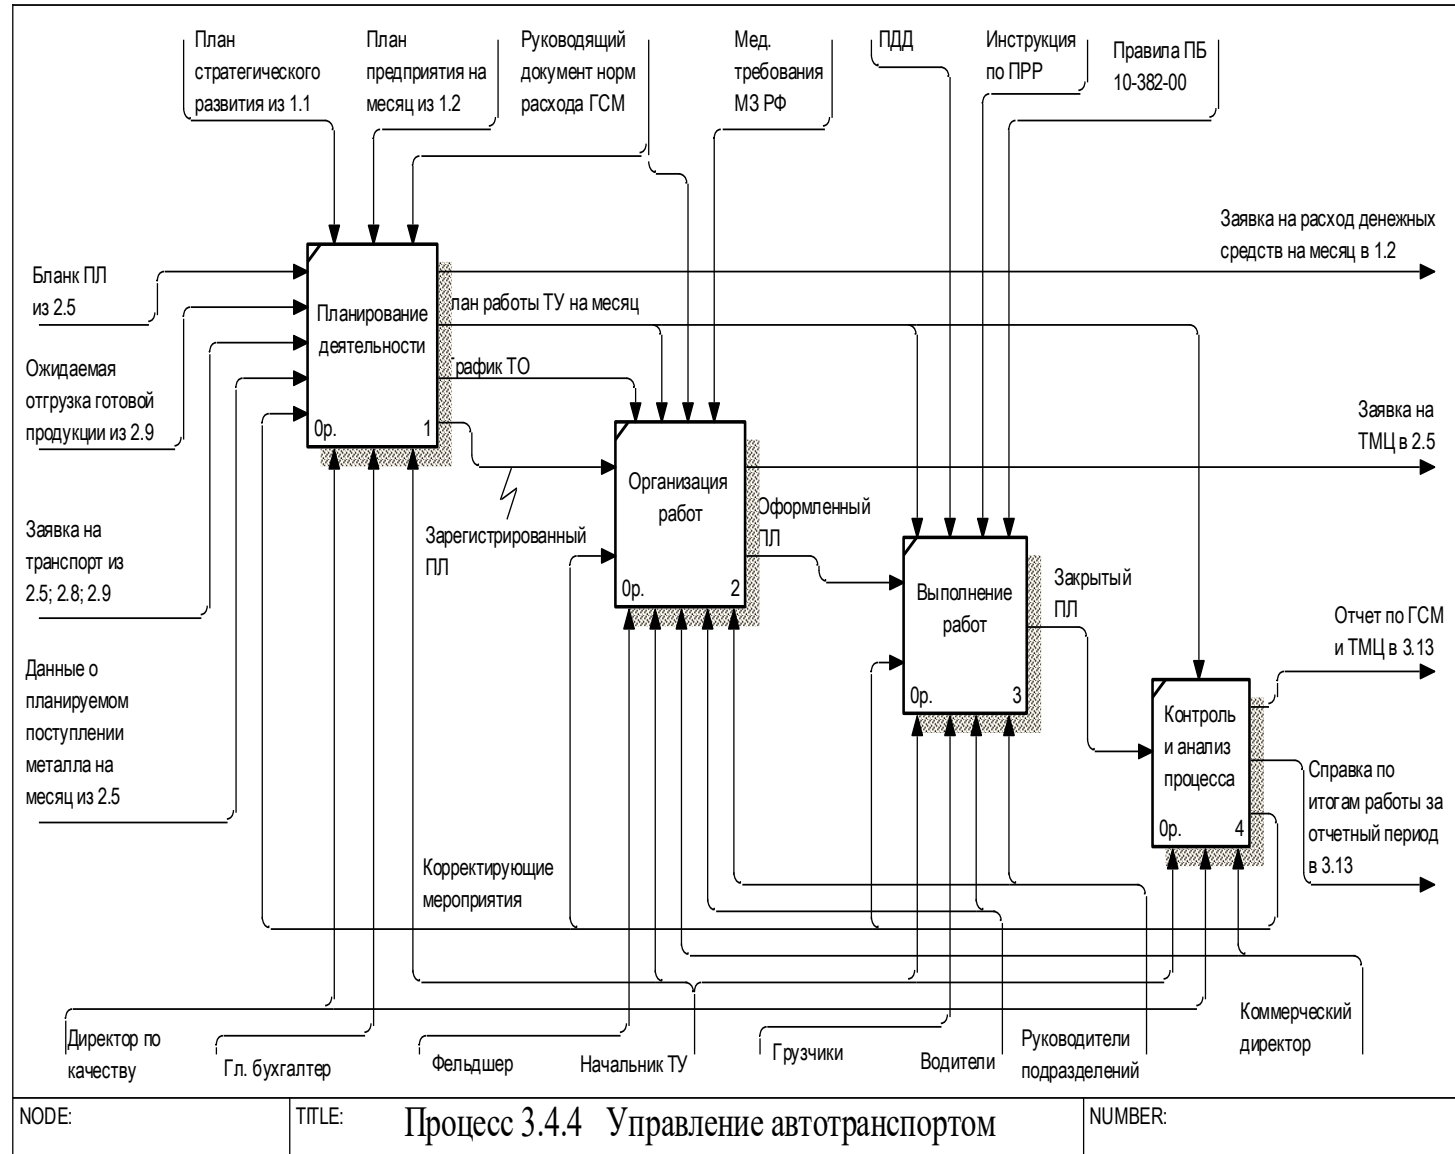 План
стратегического
развития из 1.1
План
предприятия на
месяц из 1.2
Руководящий
документ норм
расхода ГСМ
Мед.
требования
МЗ РФ
ПДД
Инструкция
по ПРР
Правила ПБ
10-382-00
Заявка на расход денежных
средств на месяц в 1.2
Бланк ПЛ
из 2.5
Планирование
деятельности
0р. 1
лан работы ТУ на месяц
рафик ТО
Ожидаемая
отгрузка готовой
продукции из 2.9
Заявка на
ТМЦ в 2.5
Организация
работ
0р. 2
Зарегистрированный
ПЛ
Оформленный
ПЛ
Заявка на
транспорт из
2.5; 2.8; 2.9
Выполнение
работ
0р. 3
Закрытый
ПЛ
Отчет по ГСМ
и ТМЦ в 3.13
Данные о
планируемом
поступлении
металла на
месяц из 2.5
Контроль
и анализ
процесса
0р. 4
Справка по
итогам работы за
отчетный период
в 3.13
Корректирующие
мероприятия
Директор по
качеству
Гл. бухгалтер
Фельдшер
Начальник ТУ
Грузчики
Водители
Руководители
подразделений
Коммерческий
директор
NODE:
TITLE:
Процесс 3.4.4 Управление автотранспортом
NUMBER: